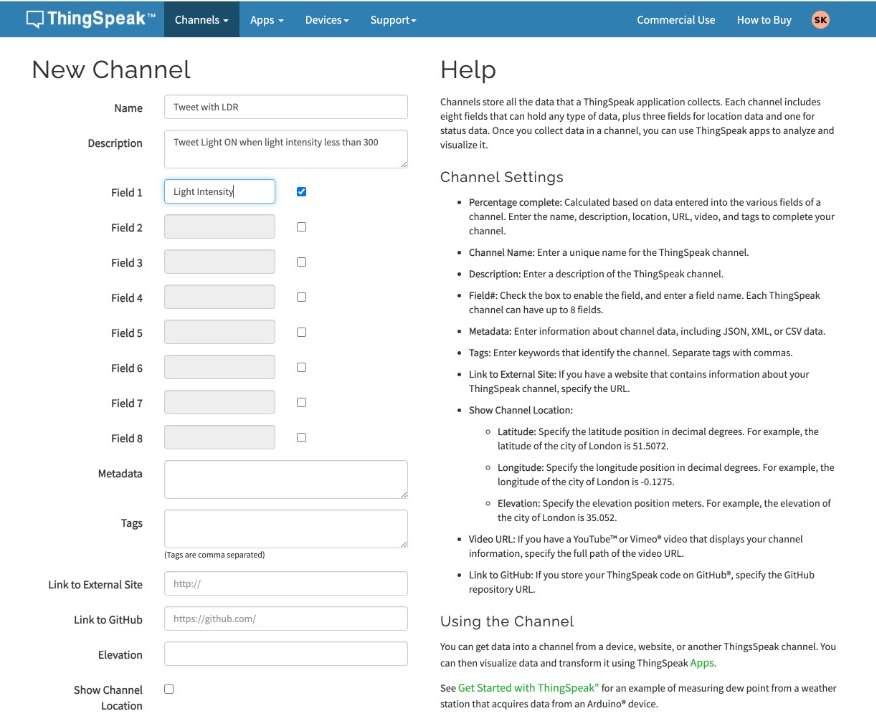 ThingSpeak™ Channels Apps Devices Support Commercial Use How to Buy SK
New Channel
Name Tweet with LDR
Description Tweet Light ON when light intensity less than 300
Field 1 Light Intensity
Field 2
Field 3
Field 4
Field 5
Field 6
Field 7
Field 8
Metadata
Tags
(Tags are comma separated)
Link to External Site http://
Link to GitHub https://github.com/
Elevation
Show Channel
Location
Help
Channels store all the data that a ThingSpeak application collects. Each channel includes
eight fields that can hold any type of data, plus three fields for location data and one for
status data. Once you collect data in a channel, you can use ThingSpeak apps to analyze and
visualize it.
Channel Settings
Percentage complete: Calculated based on data entered into the various fields of a
channel. Enter the name, description, location, URL, video, and tags to complete your
channel.
Channel Name: Enter a unique name for the ThingSpeak channel.
Description: Enter a description of the ThingSpeak channel.
Field#: Check the box to enable the field, and enter a field name. Each ThingSpeak
channel can have up to 8 fields.
Metadata: Enter information about channel data, including JSON, XML, or CSV data.
Tags: Enter keywords that identify the channel. Separate tags with commas.
Link to External Site: If you have a website that contains information about your
ThingSpeak channel, specify the URL.
Show Channel Location:
Latitude: Specify the latitude position in decimal degrees. For example, the
latitude of the city of London is 51.5072.
Longitude: Specify the longitude position in decimal degrees. For example, the
longitude of the city of London is -0.1275.
Elevation: Specify the elevation position meters. For example, the elevation of
the city of London is 35.052.
Video URL: If you have a YouTube™ or Vimeo® video that displays your channel
information, specify the full path of the video URL.
Link to GitHub: If you store your ThingSpeak code on GitHub®, specify the GitHub
repository URL.
Using the Channel
You can get data into a channel from a device, website, or another ThingsSpeak channel. You
can then visualize data and transform it using ThingSpeak Apps.
See Get Started with ThingSpeak™ for an example of measuring dew point from a weather
station that acquires data from an Arduino® device.